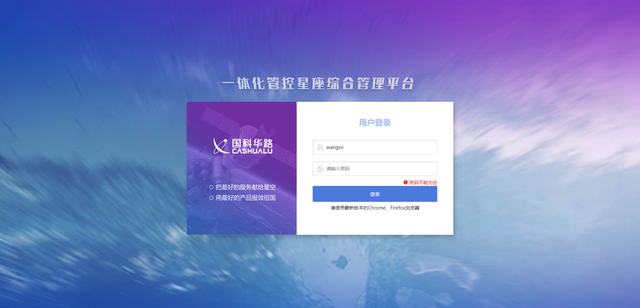 一体化管控星座综合管理平台
国科华路
CASHUALU
把最好的服务献给星空
用最好的产品报效祖国
用户登录
wangxn
请输入密码
密码不能为空
登录
请使用最新版本的Chrome、Firefox浏览器